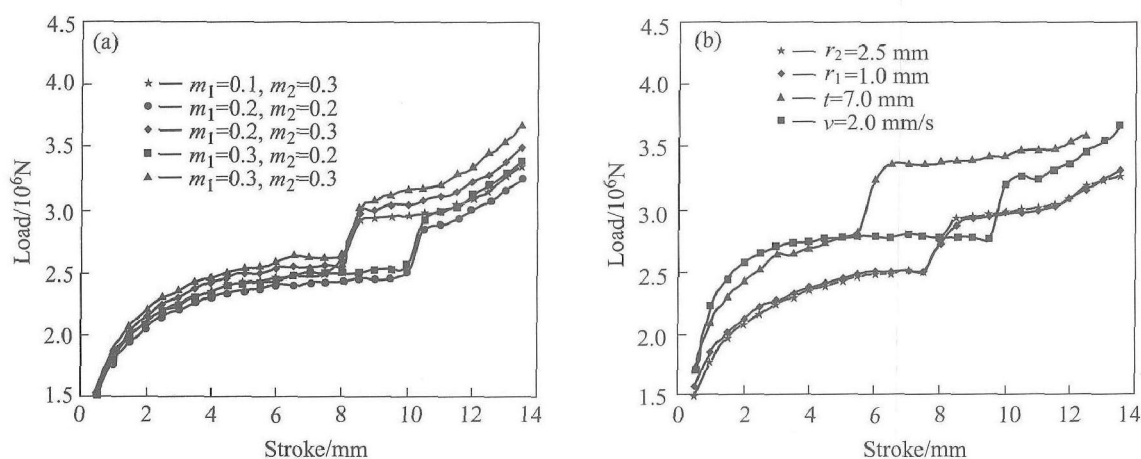 (a)
4.5
4.0
3.5
3.0
2.5
2.0
1.5
Load/10⁶N
m₁=0.1, m₂=0.3
m₁=0.2, m₂=0.2
m₁=0.2, m₂=0.3
m₁=0.3, m₂=0.2
m₁=0.3, m₂=0.3
0 2 4 6 8 10 12 14
Stroke/mm
(b)
4.5
4.0
3.5
3.0
2.5
2.0
1.5
Load/10⁶N
r₂=2.5 mm
r₁=1.0 mm
t=7.0 mm
v=2.0 mm/s
0 2 4 6 8 10 12 14
Stroke/mm